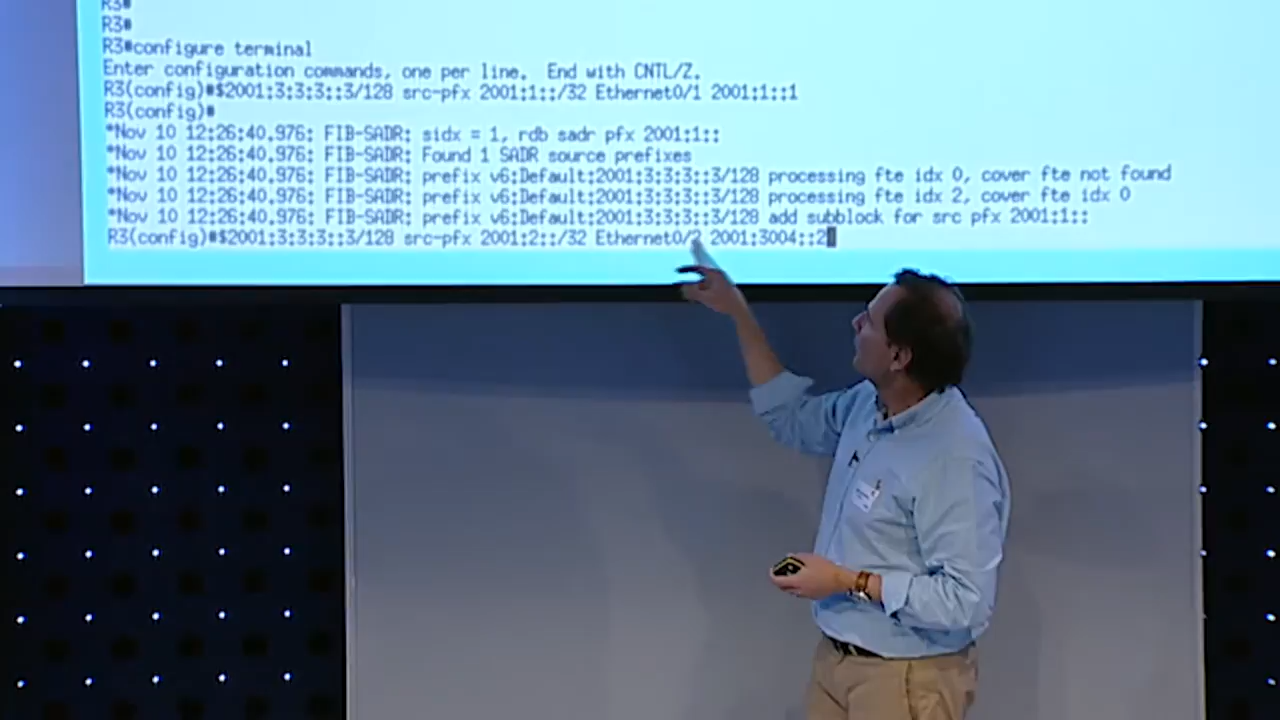 R3#
R3#
R3#configure terminal
Enter configuration commands, one per line.  End with CNTL/Z.
R3(config)#$2001:3:3:3::3/128 src-pfx 2001:1::/32 Ethernet0/1 2001:1::1
R3(config)#
*Nov 10 12:26:40.976: FIB-SADR: sidx = 1, rdb sadr pfx 2001:1::
*Nov 10 12:26:40.976: FIB-SADR: Found 1 SADR source prefixes
*Nov 10 12:26:40.976: FIB-SADR: prefix v6:Default:2001:3:3:3::3/128 processing fte idx 0, cover fte not found
*Nov 10 12:26:40.976: FIB-SADR: prefix v6:Default:2001:3:3:3::3/128 processing fte idx 2, cover fte idx 0
*Nov 10 12:26:40.976: FIB-SADR: prefix v6:Default:2001:3:3:3::3/128 add subblock for src pfx 2001:1::
R3(config)#$2001:3:3:3::3/128 src-pfx 2001:2::/32 Ethernet0/2 2001:3004::2